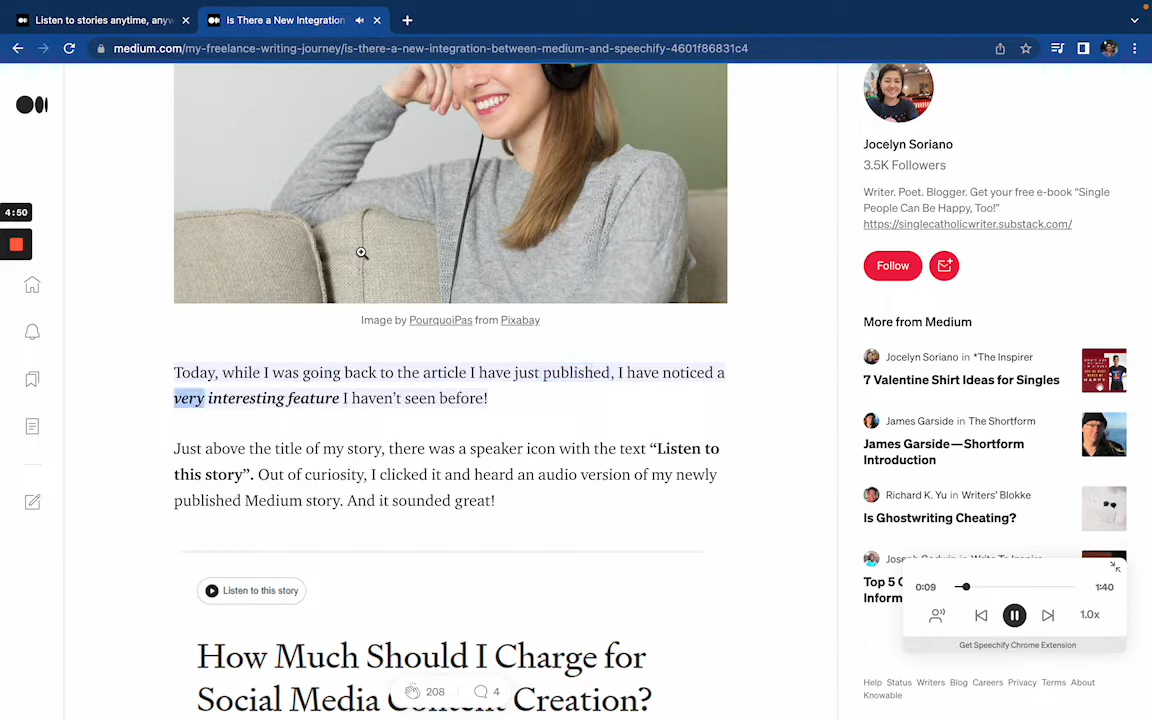 Listen to stories anytime, anyw
Is There a New Integration
medium.com/my-freelance-writing-journey/is-there-a-new-integration-between-medium-and-speechify-4601f86831c4
4:50
Image by PourquoiPas from Pixabay
Today, while I was going back to the article I have just published, I have noticed a
very interesting feature I haven't seen before!
Just above the title of my story, there was a speaker icon with the text “Listen to
this story”. Out of curiosity, I clicked it and heard an audio version of my newly
published Medium story. And it sounded great!
Listen to this story
How Much Should I Charge for
Social Media Content Creation?
208
4
Jocelyn Soriano
3.5K Followers
Writer. Poet. Blogger. Get your free e-book “Single
People Can Be Happy, Too!”
https://singlecatholicwriter.substack.com/
Follow
More from Medium
Jocelyn Soriano in *The Inspirer
7 Valentine Shirt Ideas for Singles
James Garside in The Shortform
James Garside—Shortform
Introduction
Richard K. Yu in Writers' Blokke
Is Ghostwriting Cheating?
Joseph Godwin in Write To Inspire
Top 5
Inform
0:09
1:40
1.0x
Get Speechify Chrome Extension
Help Status Writers Blog Careers Privacy Terms About
Knowable